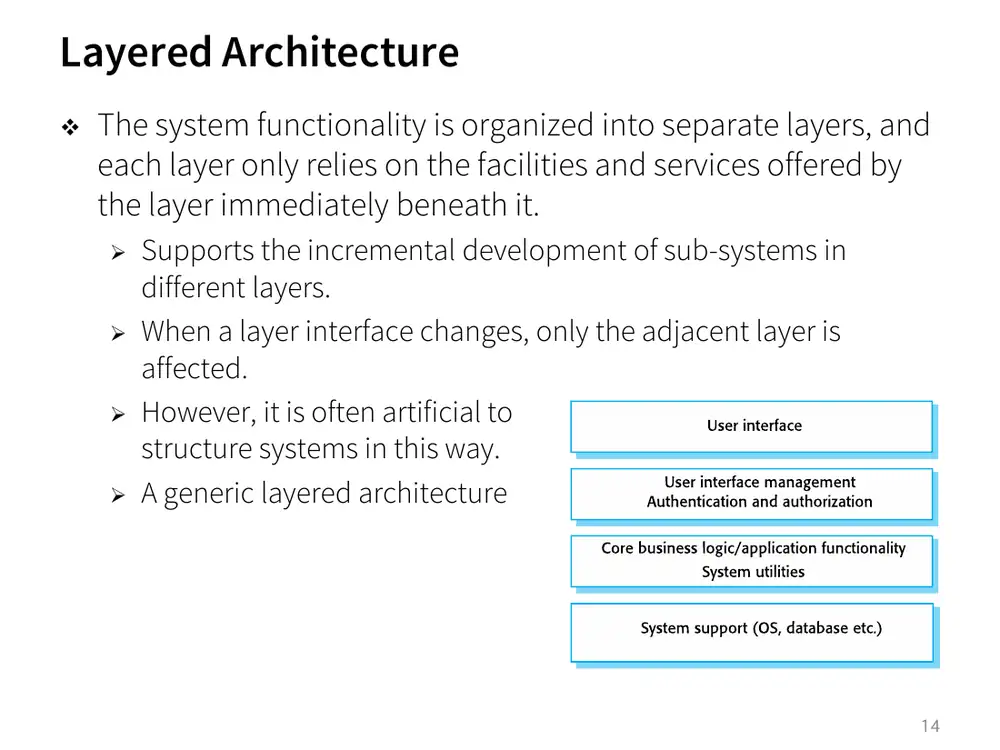 Layered Architecture
❖ The system functionality is organized into separate layers, and
each layer only relies on the facilities and services offered by
the layer immediately beneath it.
➢ Supports the incremental development of sub-systems in
different layers.
➢ When a layer interface changes, only the adjacent layer is
affected.
➢ However, it is often artificial to
structure systems in this way.
➢ A generic layered architecture
User interface
User interface management
Authentication and authorization
Core business logic/application functionality
System utilities
System support (OS, database etc.)
14